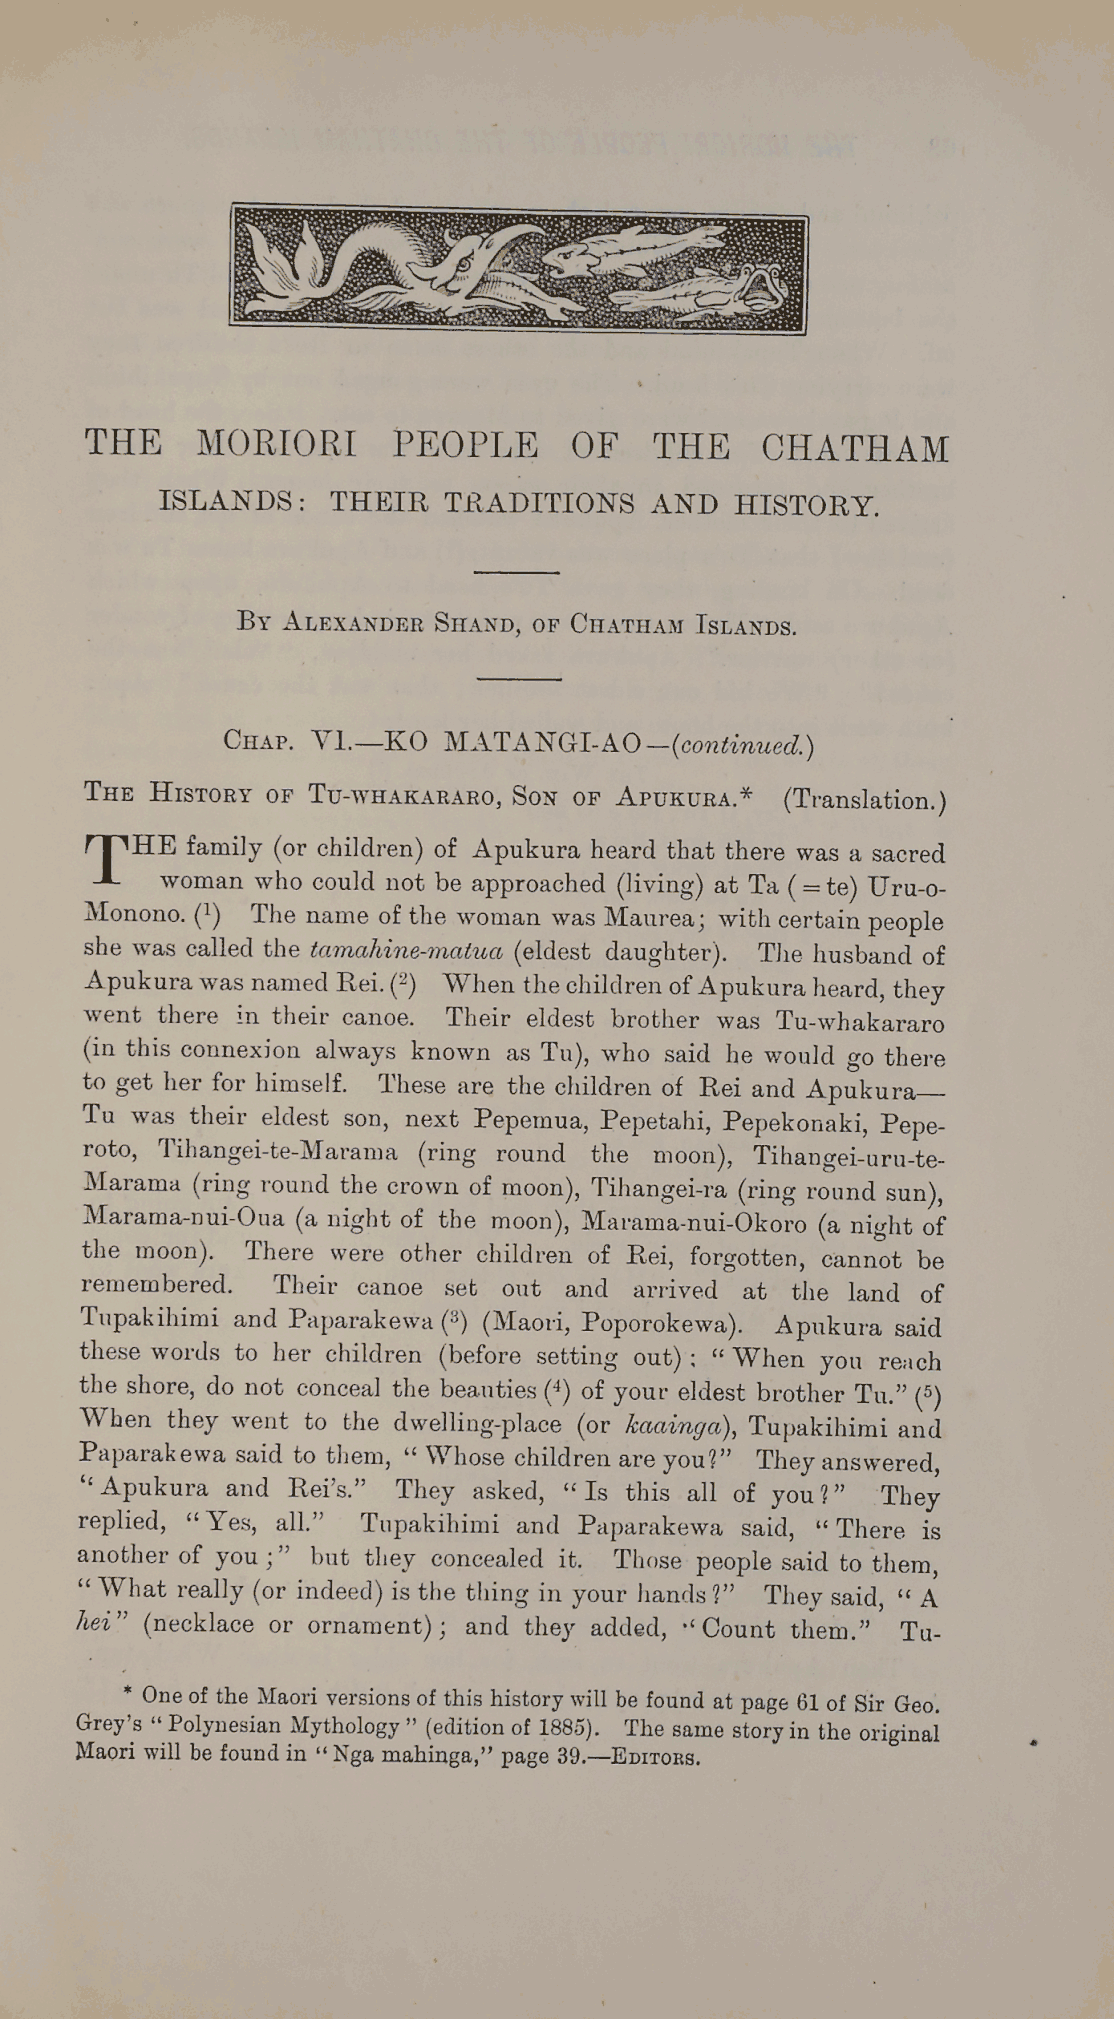 THE MORIORI PEOPLE OF THE CHATHAM
ISLANDS: THEIR TRADITIONS AND HISTORY.
By Alexander Shand, of Chatham Islands.
Chap. VI.—KO MATANGI-AO—(continued.)
The History of Tu-whakararo, Son of Apukura.* (Translation.)
THE family (or children) of Apukura heard that there was a sacred
woman who could not be approached (living) at Ta (=te) Uru-o-
Monono. (1) The name of the woman was Maurea; with certain people
she was called the tamahine-matua (eldest daughter). The husband of
Apukura was named Rei. (2) When the children of Apukura heard, they
went there in their canoe. Their eldest brother was Tu-whakararo
(in this connexion always known as Tu), who said he would go there
to get her for himself. These are the children of Rei and Apukura—
Tu was their eldest son, next Pepemua, Pepetahi, Pepekonaki, Pepe-
roto, Tihangei-te-Marama (ring round the moon), Tihangei-uru-te-
Marama (ring round the crown of moon), Tihangei-ra (ring round sun),
Marama-nui-Oua (a night of the moon), Marama-nui-Okoro (a night of
the moon). There were other children of Rei, forgotten, cannot be
remembered. Their canoe set out and arrived at the land of
Tupakihimi and Paparakewa (3) (Maori, Poporokewa). Apukura said
these words to her children (before setting out); "When you reach
the shore, do not conceal the beauties (4) of your eldest brother Tu." (5)
When they went to the dwelling-place (or kaainga), Tupakihimi and
Paparakewa said to them, "Whose children are you?" They answered,
"Apukura and Rei's." They asked, "Is this all of you?" They
replied, "Yes, all." Tupakihimi and Paparakewa said, "There is
another of you;" but they concealed it. Those people said to them,
"What really (or indeed) is the thing in your hands?" They said, "A
hei" (necklace or ornament); and they added, "Count them." Tu-
* One of the Maori versions of this history will be found at page 61 of Sir Geo.
Grey's "Polynesian Mythology" (edition of 1885). The same story in the original
Maori will be found in "Nga mahinga," page 39.—Editors.